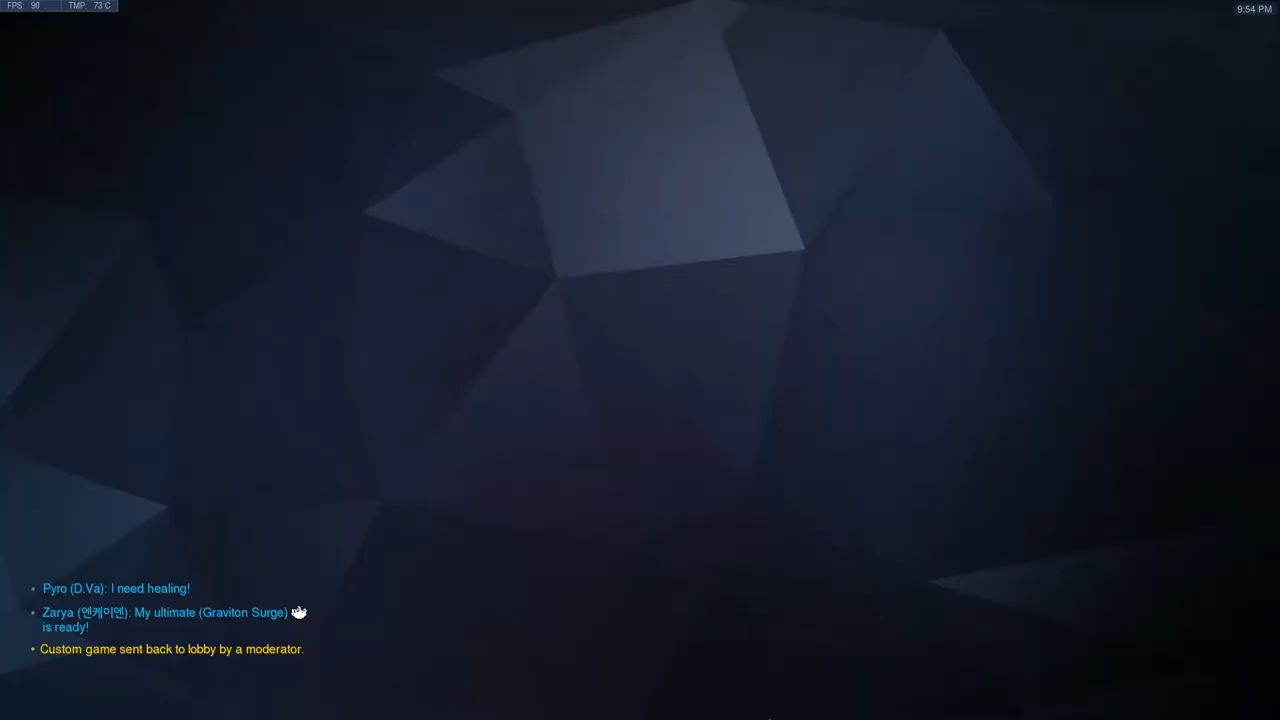 FPS: 90 TMP: 73 C
9:54 PM
Pyro (D.Va): I need healing!
Zarya (엔케이엔): My ultimate (Graviton Surge)
is ready!
Custom game sent back to lobby by a moderator.